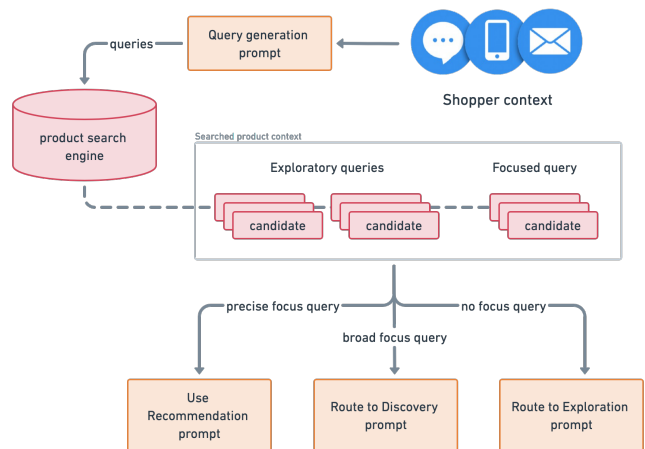 Query generation
prompt
queries
Shopper context
product search
engine
Searched product context
Exploratory queries
Focused query
candidate
candidate
candidate
precise focus query
no focus query
broad focus query
Use
Recommendation
prompt
Route to Discovery
prompt
Route to Exploration
prompt